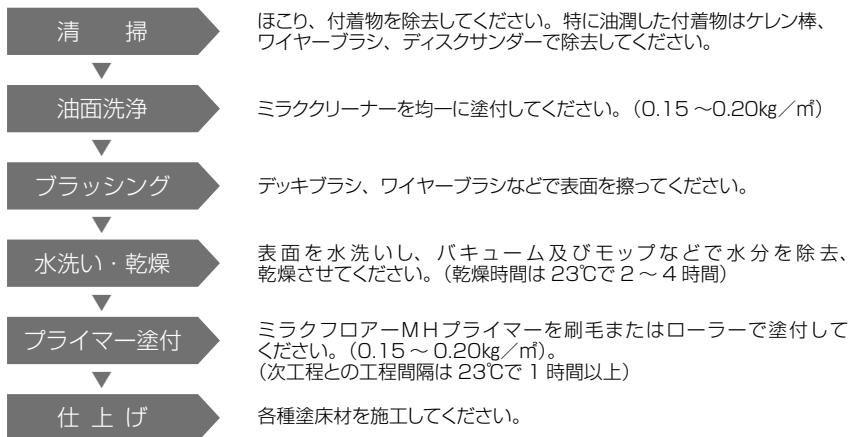 清　　掃
ほこり、付着物を除去してください。特に油潤した付着物はケレン棒、
ワイヤーブラシ、ディスクサンダーで除去してください。
油面洗浄
ミラククリーナーを均一に塗付してください。（0.15 ～0.20kg／㎡）
ブラッシング
デッキブラシ、ワイヤーブラシなどで表面を擦ってください。
水洗い・乾燥
表面を水洗いし、バキューム及びモップなどで水分を除去、
乾燥させてください。（乾燥時間は 23℃で 2 ～ 4 時間）
プライマー塗付
ミラクフロアーMHプライマーを刷毛またはローラーで塗付して
ください。（0.15 ～ 0.20kg／㎡）。
（次工程との工程間隔は 23℃で 1 時間以上）
仕 上 げ
各種塗床材を施工してください。